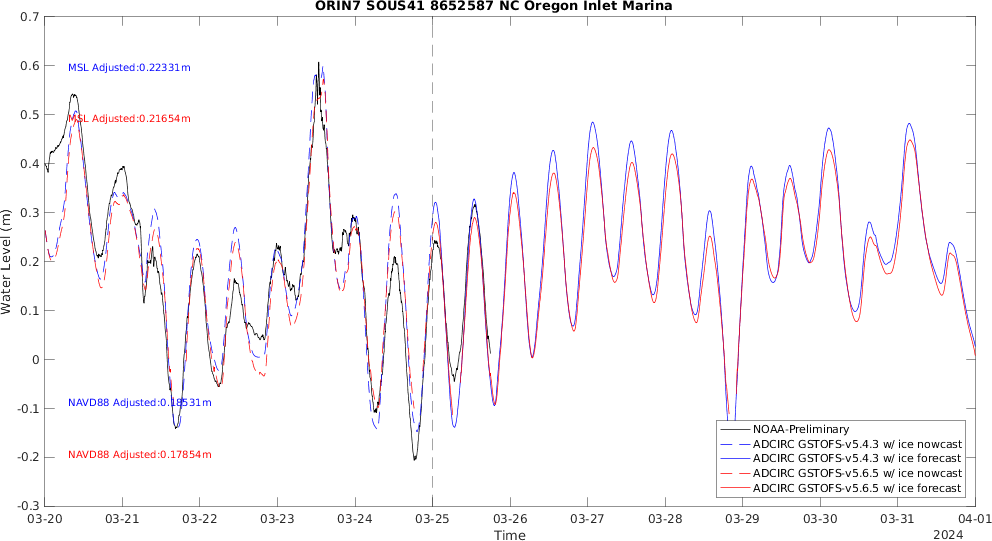 ORIN7 SOUS41 8652587 NC Oregon Inlet Marina
0.7
0.6
0.5
0.4
0.3
0.2
0.1
0
-0.1
-0.2
-0.3
Water Level (m)
MSL Adjusted:0.22331m
MSL Adjusted:0.21654m
NAVD88 Adjusted:0.18531m
NAVD88 Adjusted:0.17854m
NOAA-Preliminary
ADCIRC GSTOFS-v5.4.3 w/ ice nowcast
ADCIRC GSTOFS-v5.4.3 w/ ice forecast
ADCIRC GSTOFS-v5.6.5 w/ ice nowcast
ADCIRC GSTOFS-v5.6.5 w/ ice forecast
03-20 03-21 03-22 03-23 03-24 03-25 03-26 03-27 03-28 03-29 03-30 03-31 04-01
Time
2024